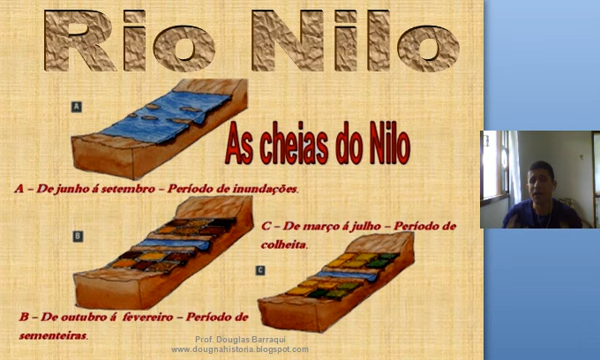 Rio Nilo
A
As cheias do Nilo
A – De junho á setembro – Período de inundações.
B
C – De março á julho – Período de
colheita.
C
B – De outubro á fevereiro – Período de
sementeiras.
Prof. Douglas Barraqui
www.dougnahistoria.blogspot.com